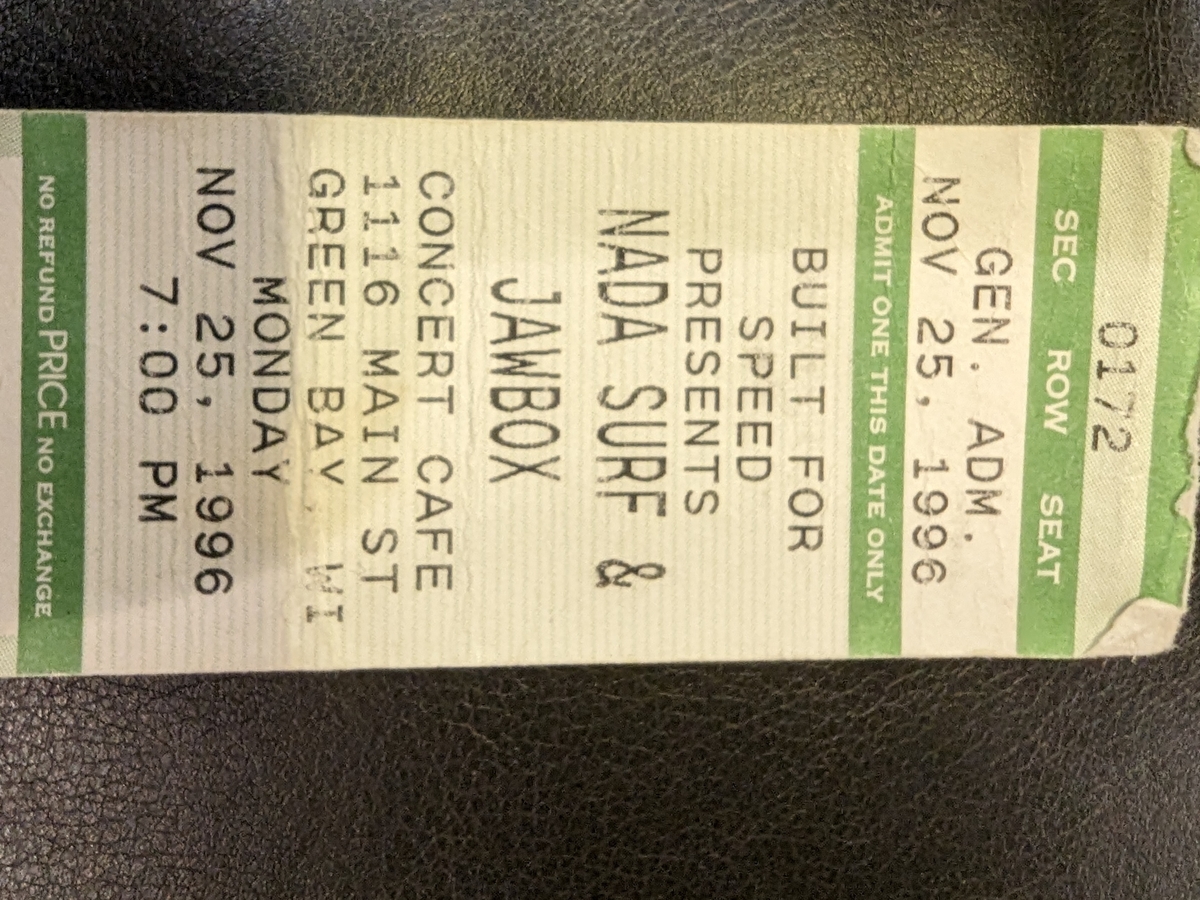 0172
SEC ROW SEAT
GEN. ADM.
NOV 25, 1996
ADMIT ONE THIS DATE ONLY
BUILT FOR
SPEED
PRESENTS
NADA SURF &
JAWBOX
CONCERT CAFE
1116 MAIN ST
GREEN BAY WI
MONDAY
NOV 25, 1996
7:00 PM
NO REFUND PRICE NO EXCHANGE